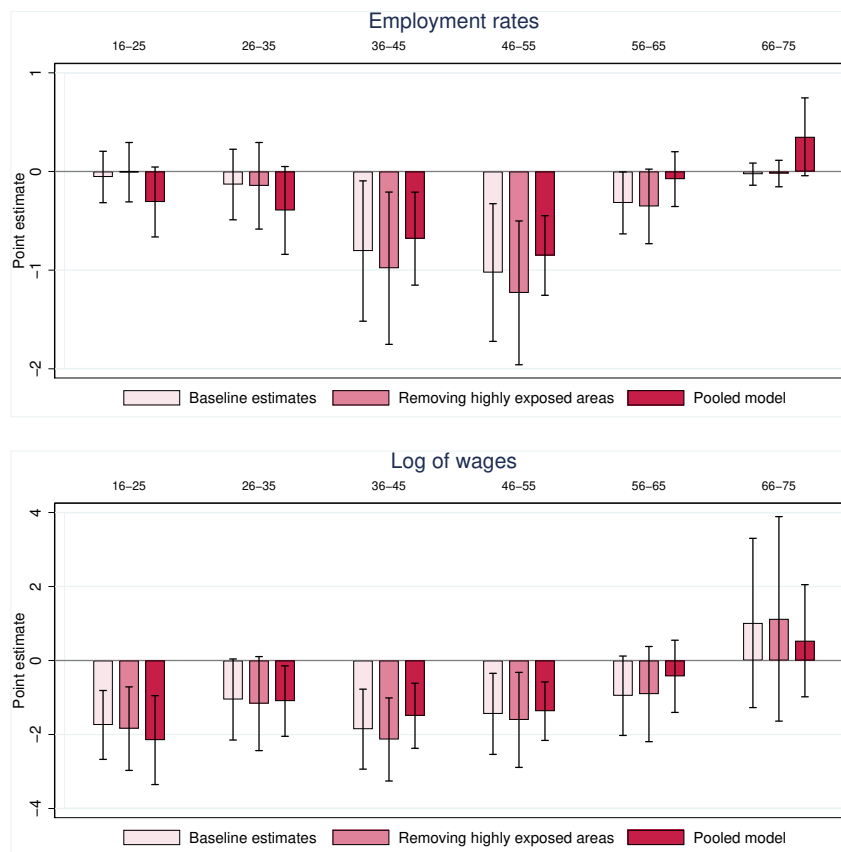 Employment rates
16−25 26−35 36−45 46−55 56−65 66−75
Point estimate
1
0
−1
−2
Baseline estimates Removing highly exposed areas Pooled model
Log of wages
16−25 26−35 36−45 46−55 56−65 66−75
Point estimate
4
2
0
−2
−4
Baseline estimates Removing highly exposed areas Pooled model